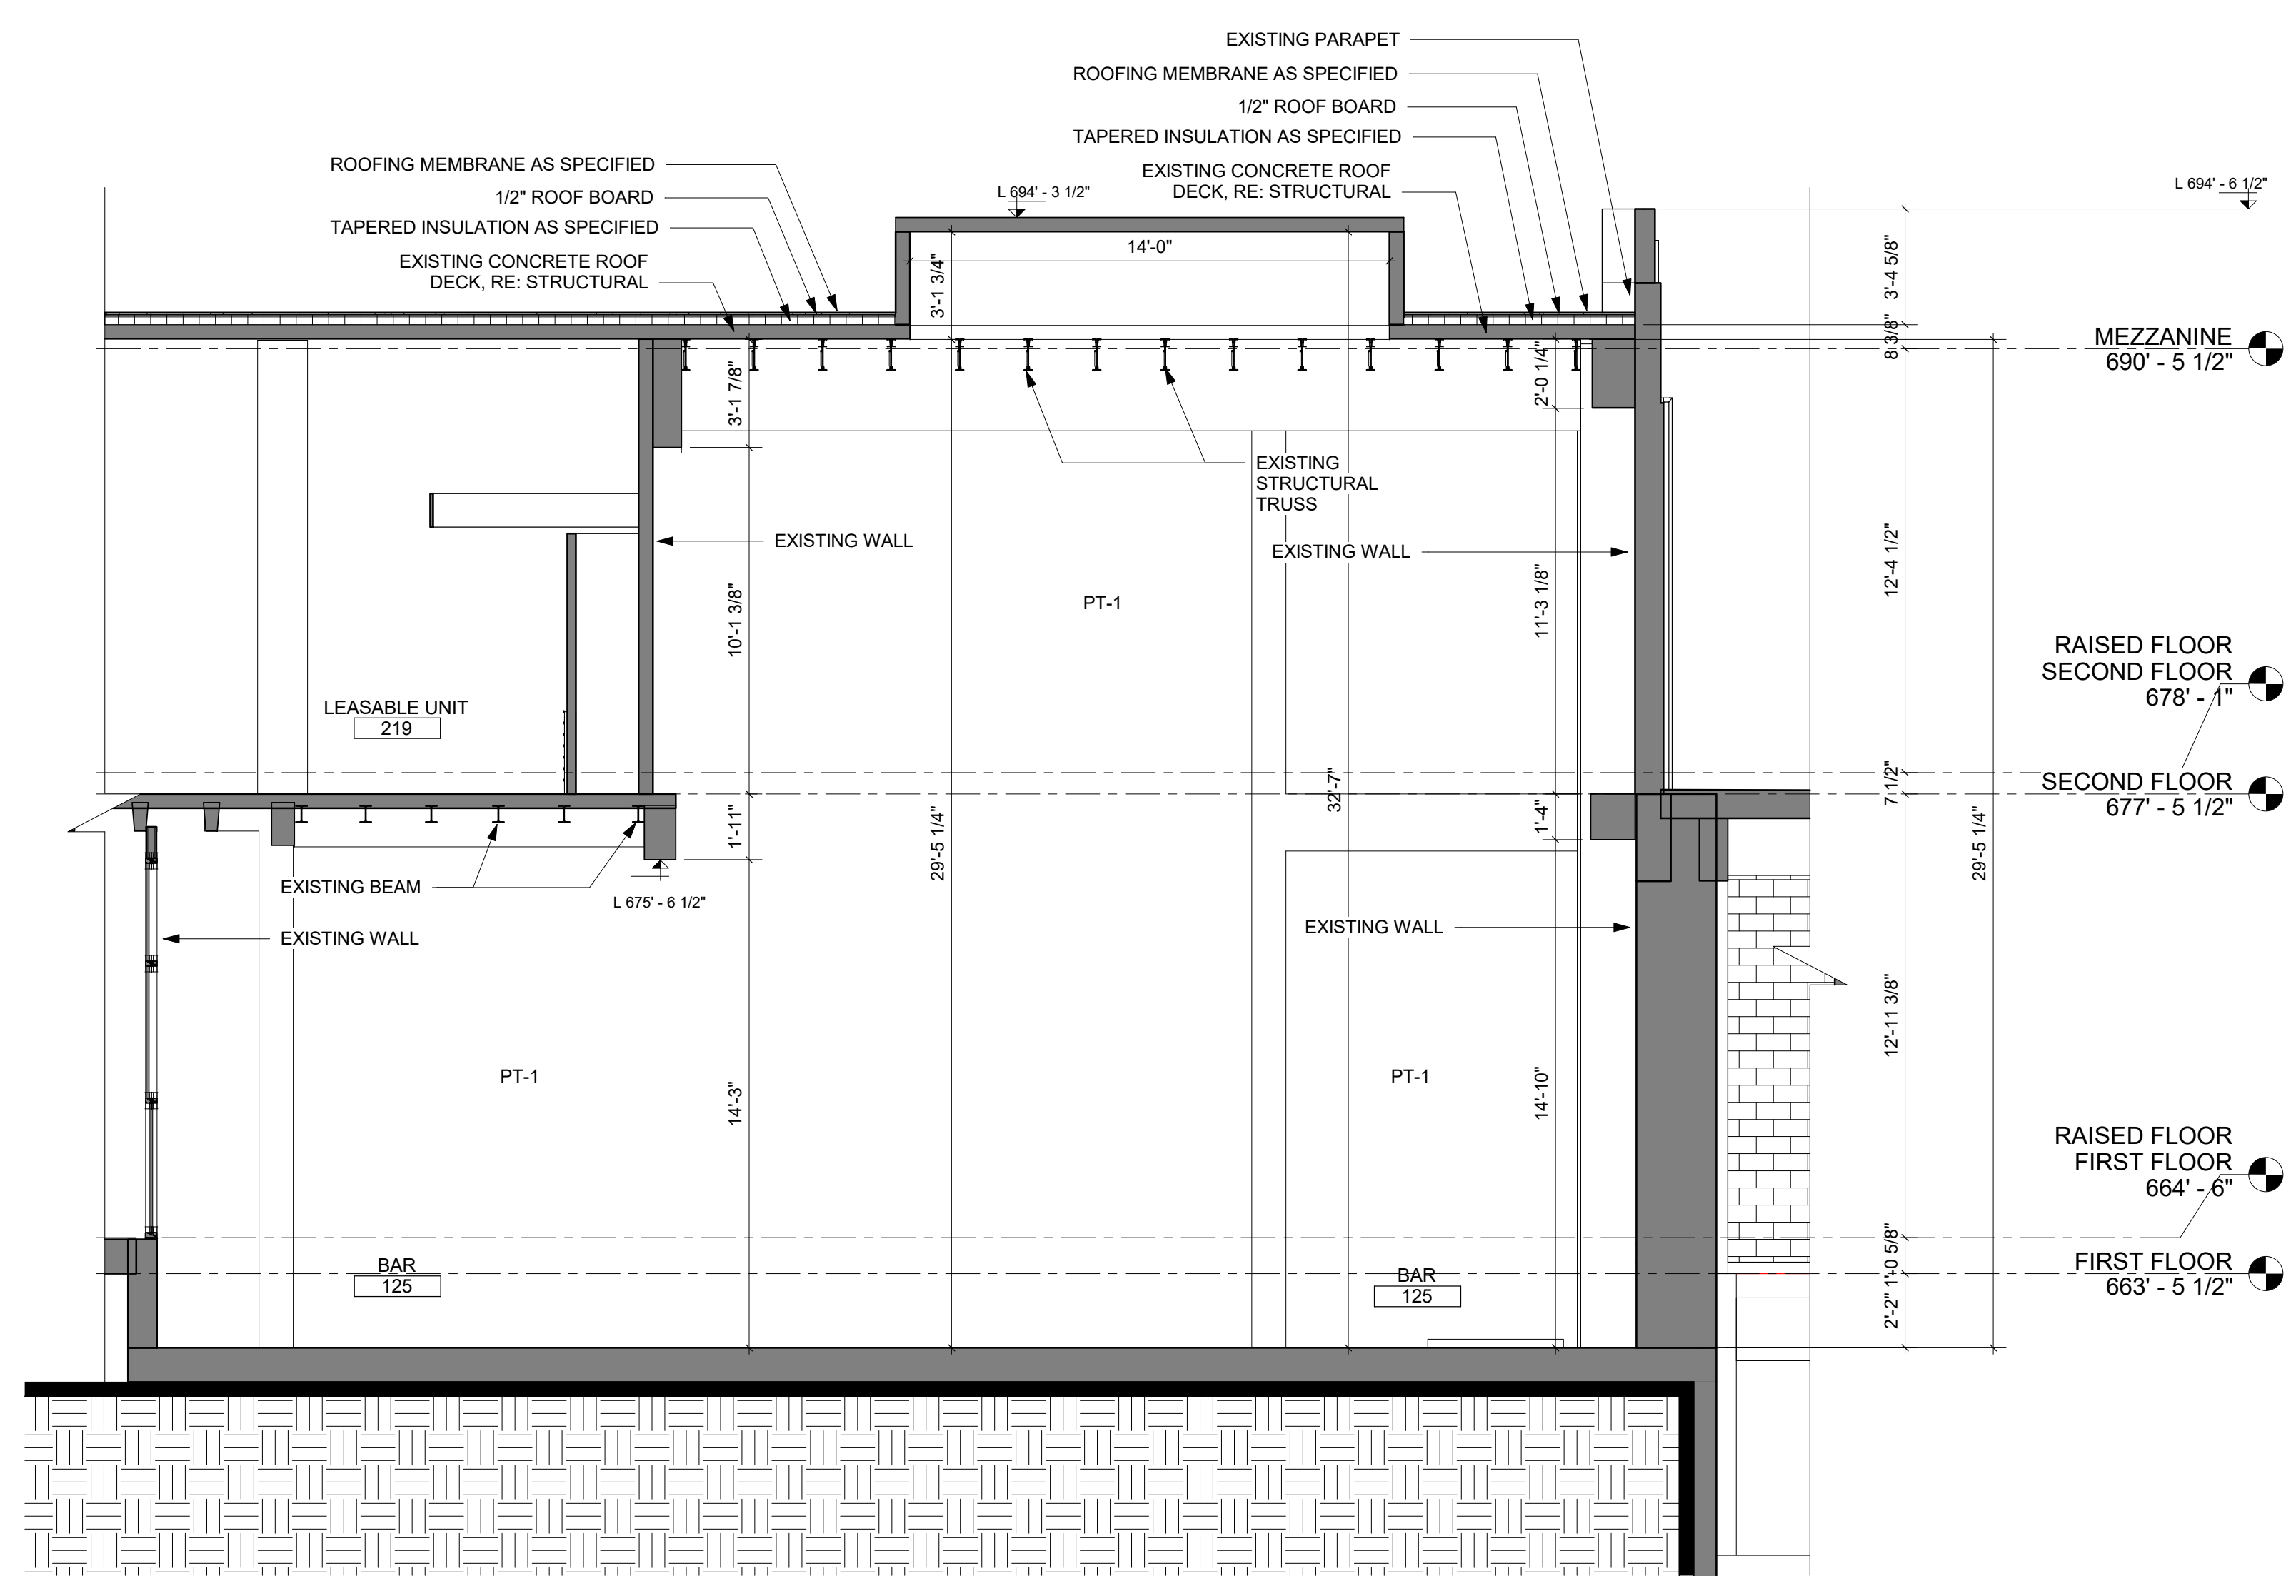 EXISTING PARAPET
ROOFING MEMBRANE AS SPECIFIED
1/2" ROOF BOARD
TAPERED INSULATION AS SPECIFIED
EXISTING CONCRETE ROOF
DECK, RE: STRUCTURAL
ROOFING MEMBRANE AS SPECIFIED
1/2" ROOF BOARD
TAPERED INSULATION AS SPECIFIED
EXISTING CONCRETE ROOF
DECK, RE: STRUCTURAL
L 694' - 3 1/2"
L 694' - 6 1/2"
14'-0"
3'-1 3/4"
3'-4 5/8"
8 3/8"
MEZZANINE
690' - 5 1/2"
3'-1 7/8"
2'-0 1/4"
EXISTING
STRUCTURAL
TRUSS
EXISTING WALL
EXISTING WALL
12'-4 1/2"
PT-1
10'-1 3/8"
11'-3 1/8"
RAISED FLOOR
SECOND FLOOR
678' - 1"
LEASABLE UNIT
219
7 1/2"
SECOND FLOOR
677' - 5 1/2"
1'-11"
29'-5 1/4"
32'-7"
1'-4"
29'-5 1/4"
EXISTING BEAM
L 675' - 6 1/2"
EXISTING WALL
EXISTING WALL
12'-11 3/8"
PT-1
PT-1
14'-3"
14'-10"
RAISED FLOOR
FIRST FLOOR
664' - 6"
1'-0 5/8"
BAR
125
BAR
125
FIRST FLOOR
663' - 5 1/2"
2'-2"